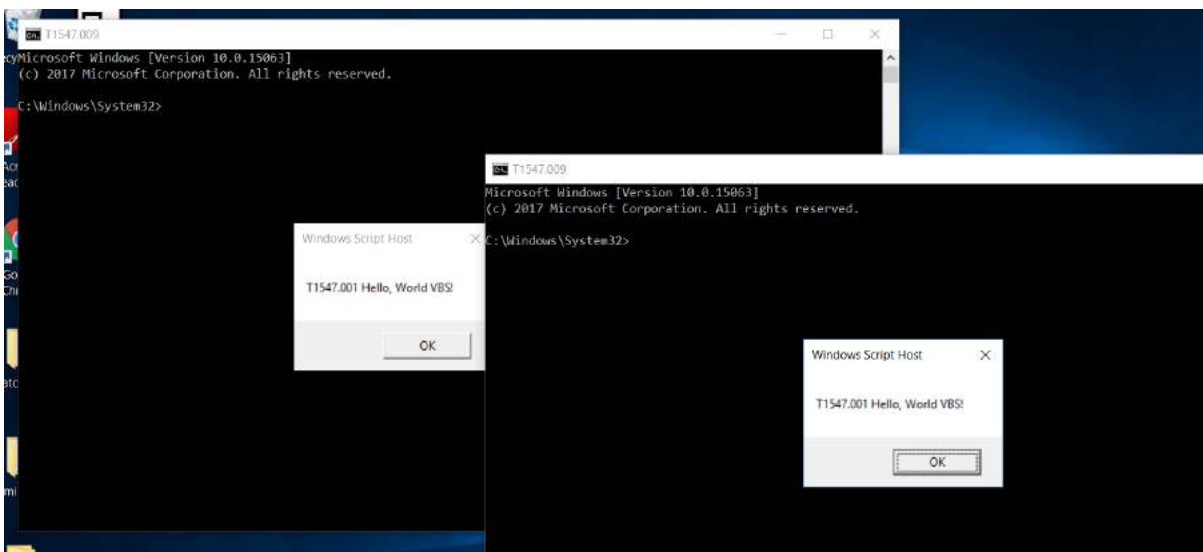 T1547.009
Microsoft Windows [Version 10.0.15063]
(c) 2017 Microsoft Corporation. All rights reserved.
C:\Windows\System32>
T1547.009
Microsoft Windows [Version 10.0.15063]
(c) 2017 Microsoft Corporation. All rights reserved.
C:\Windows\System32>
Windows Script Host
T1547.001 Hello, World VBS!
OK
Windows Script Host
T1547.001 Hello, World VBS!
OK